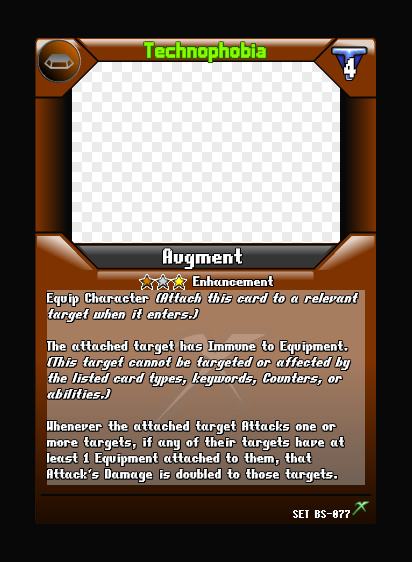 Technophobia
4
Augment
Enhancement
Equip Character (Attach this card to a relevant
target when it enters.)
The attached target has Immune to Equipment.
(This target cannot be targeted or affected by
the listed card types, keywords, Counters, or
abilities.)
Whenever the attached target Attacks one or
more targets, if any of their targets have at
least 1 Equipment attached to them, that
Attack's Damage is doubled to those targets.
SET BS-077